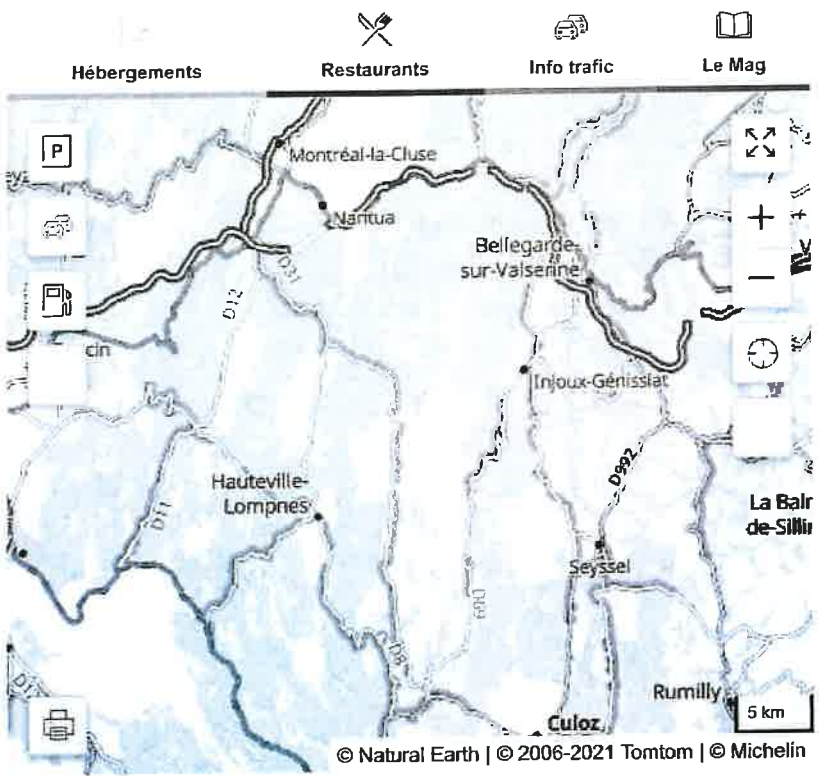 Hébergements
Restaurants
Info trafic
Le Mag
P
Montréal-la-Cluse
Nantua
Bellegarde-
sur-Valserine
D31
D12
cin
Injoux-Génissiat
D992
Hauteville-
Lompnes
D11
La Balm
de-Sillin
Seyssel
D8
Rumilly
5 km
Culoz
© Natural Earth | © 2006-2021 Tomtom | © Michelin